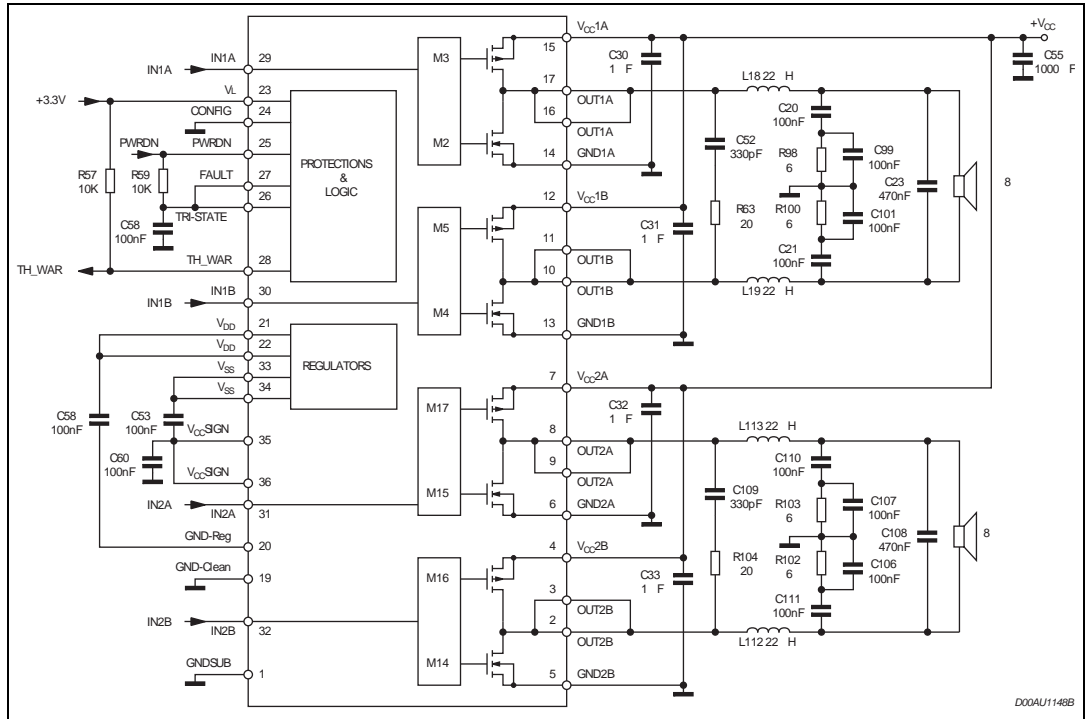 VCC1A
+VCC
IN1A
29
M3
15
C30
1 F
C55
1000 F
IN1A
17
L18 22 H
+3.3V
VL
23
OUT1A
C20
100nF
CONFIG
24
16
OUT1A
C52
330pF
C99
100nF
PWRDN
PWRDN
25
M2
14
GND1A
R98
6
C23
470nF
8
R57
10K
R59
10K
FAULT
27
PROTECTIONS
&
LOGIC
12
VCC1B
TRI-STATE
26
C58
100nF
M5
C31
1 F
R63
20
R100
6
C101
100nF
11
OUT1B
C21
100nF
TH_WAR
TH_WAR
28
10
OUT1B
L19 22 H
IN1B
IN1B
30
M4
13
GND1B
VDD
21
VDD
22
REGULATORS
VSS
33
7
VCC2A
VSS
34
M17
C32
1 F
C58
100nF
C53
100nF
8
OUT2A
L113 22 H
VCCSIGN
35
9
OUT2A
C110
100nF
C60
100nF
VCCSIGN
36
M15
C109
330pF
R103
6
C107
100nF
IN2A
IN2A
31
6
GND2A
C108
470nF
8
GND-Reg
20
4
VCC2B
R104
20
R102
6
C106
100nF
GND-Clean
19
M16
C33
1 F
3
OUT2B
C111
100nF
IN2B
IN2B
32
2
OUT2B
L112 22 H
GNDSUB
1
M14
5
GND2B
D00AU1148B